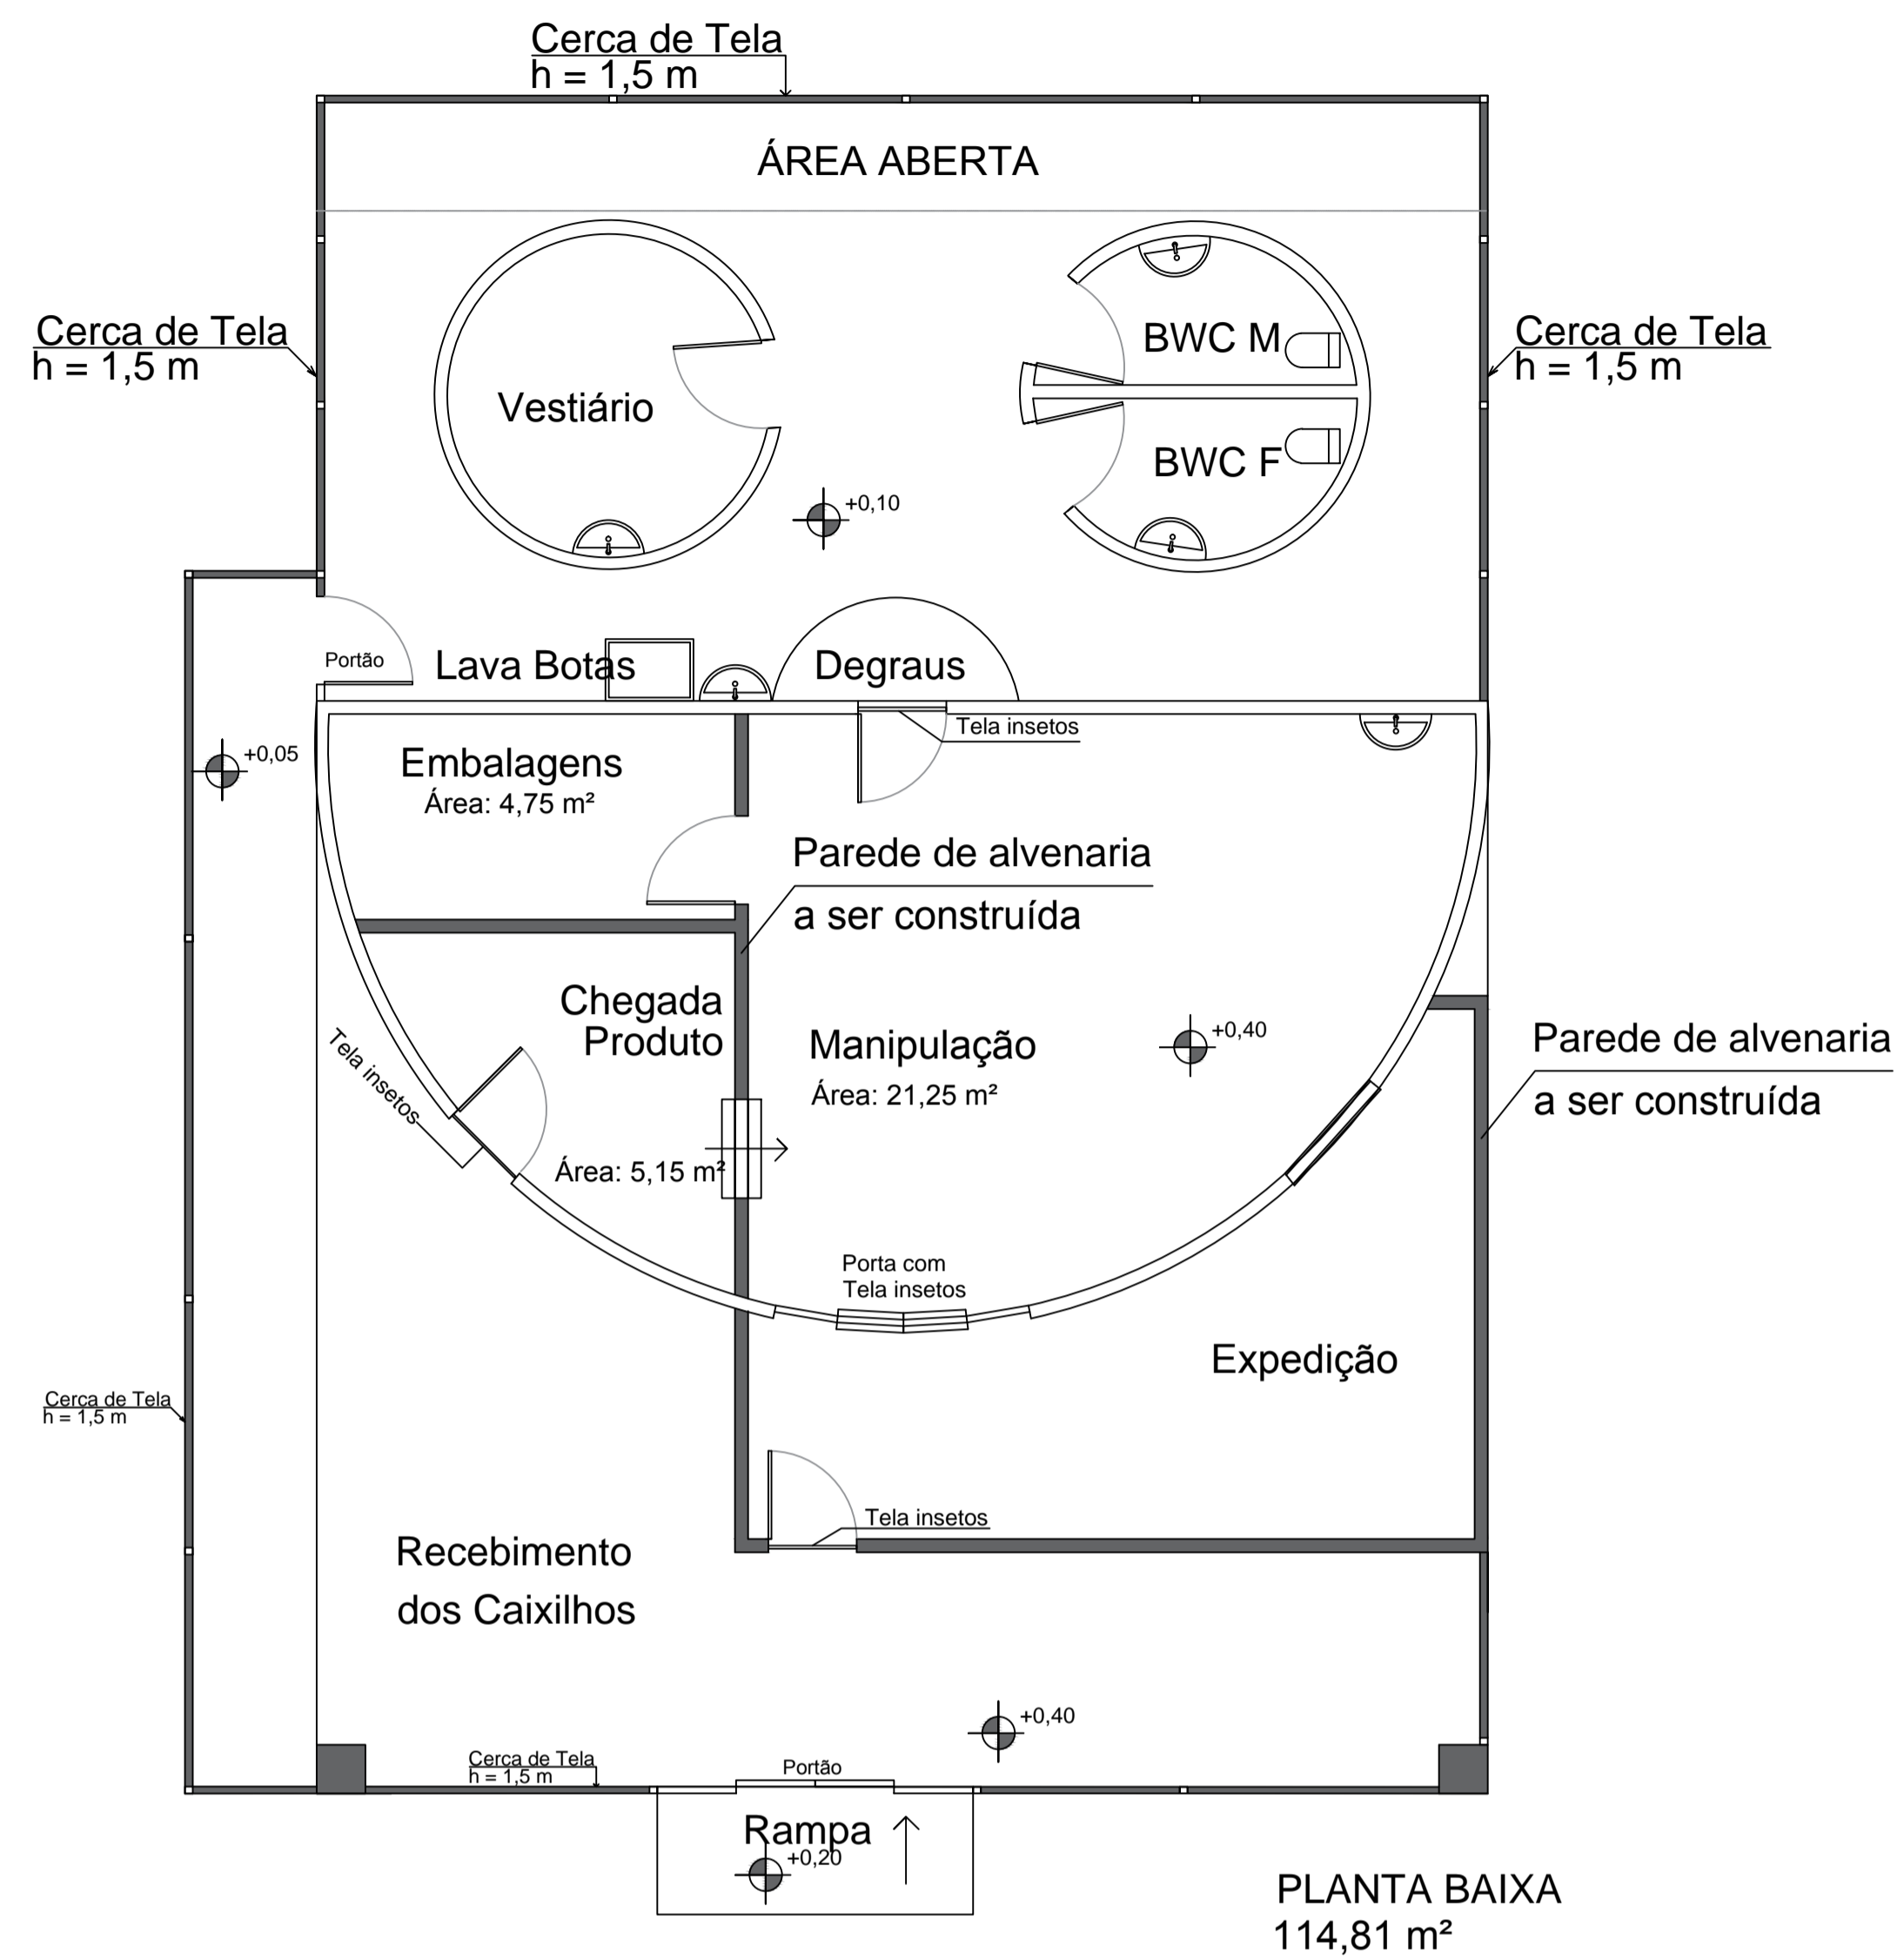 Cerca de Tela
h = 1,5 m
ÁREA ABERTA
Cerca de Tela
h = 1,5 m
Cerca de Tela
h = 1,5 m
BWC M
Vestiário
BWC F
+0,10
Portão
Lava Botas
Degraus
Tela insetos
+0,05
Embalagens
Área: 4,75 m²
Parede de alvenaria
a ser construída
Chegada
Produto
Tela insetos
Área: 5,15 m²
Manipulação
Área: 21,25 m²
+0,40
Parede de alvenaria
a ser construída
Porta com
Tela insetos
Expedição
Cerca de Tela
h = 1,5 m
Tela insetos
Recebimento
dos Caixilhos
+0,40
Cerca de Tela
h = 1,5 m
Portão
Rampa
+0,20
PLANTA BAIXA
114,81 m²